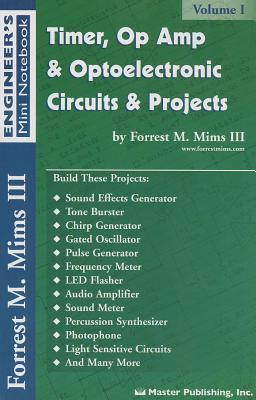 Volume I
ENGINEER'S
Mini Notebook
Forrest M. Mims III
Timer, Op Amp
& Optoelectronic
Circuits & Projects
by Forrest M. Mims III
www.forrestmims.com
Build These Projects:
◆ Sound Effects Generator
◆ Tone Burster
◆ Chirp Generator
◆ Gated Oscillator
◆ Pulse Generator
◆ Frequency Meter
◆ LED Flasher
◆ Audio Amplifier
◆ Sound Meter
◆ Percussion Synthesizer
◆ Photophone
◆ Light Sensitive Circuits
◆ And Many More
Master Publishing, Inc.